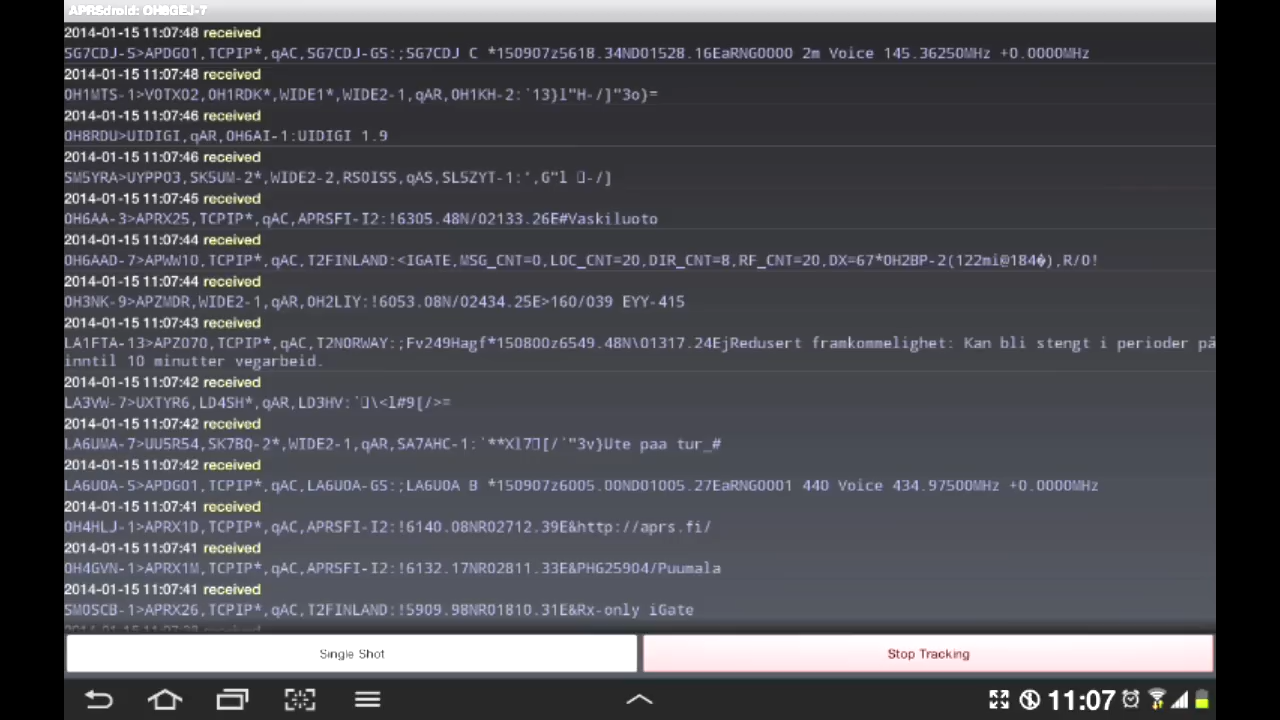 APRSdroid: OH8GEJ-7
2014-01-15 11:07:48 received
SG7CDJ-S>APDG01,TCPIP*,qAC,SG7CDJ-GS:;SG7CDJ C *150907z5618.34ND01528.16EaRNG0000 2m Voice 145.36250MHz +0.0000MHz
2014-01-15 11:07:48 received
OH1MTS-1>V0TX02,OH1RDK*,WIDE1*,WIDE2-1,qAR,OH1KH-2:`13}l"H-/]"3o}=
2014-01-15 11:07:46 received
OH8RDU>UIDIGI,qAR,OH6AI-1:UIDIGI 1.9
2014-01-15 11:07:46 received
SM5YRA>UYPP03,SK5UM-2*,WIDE2-2,RS0ISS,qAS,SL5ZYT-1:',G"l -/]
2014-01-15 11:07:45 received
OH6AA-3>APRX25,TCPIP*,qAC,APRSFI-I2:!6305.48N/02133.26E#Vaskiluoto
2014-01-15 11:07:44 received
OH6AAD-7>APWW10,TCPIP*,qAC,T2FINLAND:<IGATE,MSG_CNT=0,LOC_CNT=20,DIR_CNT=8,RF_CNT=20,DX=67*OH2BP-2(122mi@184�),R/O!
2014-01-15 11:07:44 received
OH3NK-9>APZMDR,WIDE2-1,qAR,OH2LIY:!6053.08N/02434.25E>160/039 EYY-415
2014-01-15 11:07:43 received
LA1FTA-13>APZ070,TCPIP*,qAC,T2NORWAY:;Fv249Hagf*150800z6549.48N\01317.24EjRedusert framkommelighet: Kan bli stengt i perioder på
inntil 10 minutter vegarbeid.
2014-01-15 11:07:42 received
LA3VW-7>UXTYR6,LD4SH*,qAR,LD3HV:`\<l#9[/>=
2014-01-15 11:07:42 received
LA6UMA-7>UU5R54,SK7BQ-2*,WIDE2-1,qAR,SA7AHC-1:`**Xl7[/`"3v}Ute paa tur_#
2014-01-15 11:07:42 received
LA6UOA-S>APDG01,TCPIP*,qAC,LA6UOA-GS:;LA6UOA B *150907z6005.00ND01005.27EaRNG0001 440 Voice 434.97500MHz +0.0000MHz
2014-01-15 11:07:41 received
OH4HLJ-1>APRX1D,TCPIP*,qAC,APRSFI-I2:!6140.08NR02712.39E&http://aprs.fi/
2014-01-15 11:07:41 received
OH4GVN-1>APRX1M,TCPIP*,qAC,APRSFI-I2:!6132.17NR02811.33E&PHG25904/Puumala
2014-01-15 11:07:41 received
SM0SCB-1>APRX26,TCPIP*,qAC,T2FINLAND:!5909.98NR01810.31E&Rx-only iGate
Single Shot
Stop Tracking
11:07